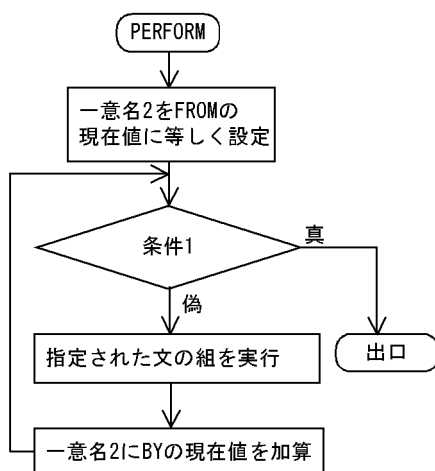 PERFORM
一意名2をFROMの
現在値に等しく設定
条件1
真
偽
指定された文の組を実行
出口
一意名2にBYの現在値を加算